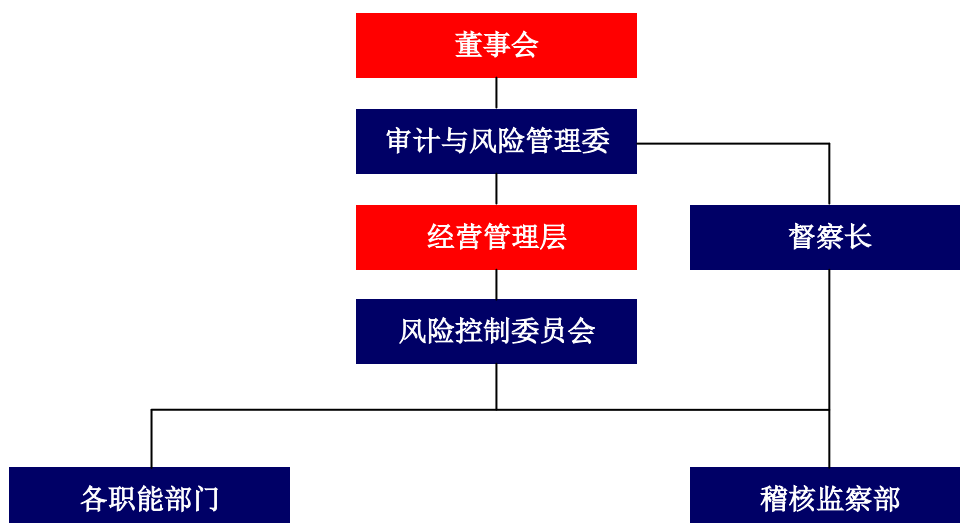 董事会
审计与风险管理委
经营管理层
督察长
风险控制委员会
各职能部门
稽核监察部